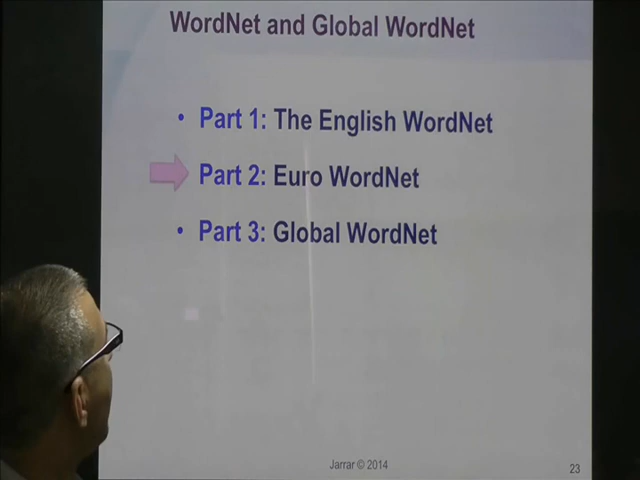 WordNet and Global WordNet
• Part 1: The English WordNet
Part 2: Euro WordNet
• Part 3: Global WordNet
Jarrar © 2014
23